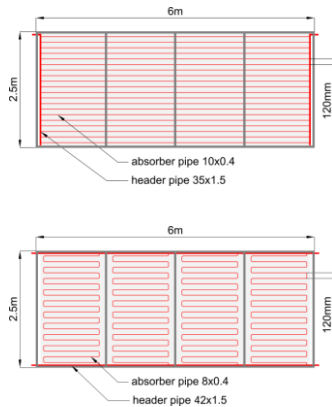 6m
2.5m
120mm
absorber pipe 10x0.4
header pipe 35x1.5
6m
2.5m
120mm
absorber pipe 8x0.4
header pipe 42x1.5